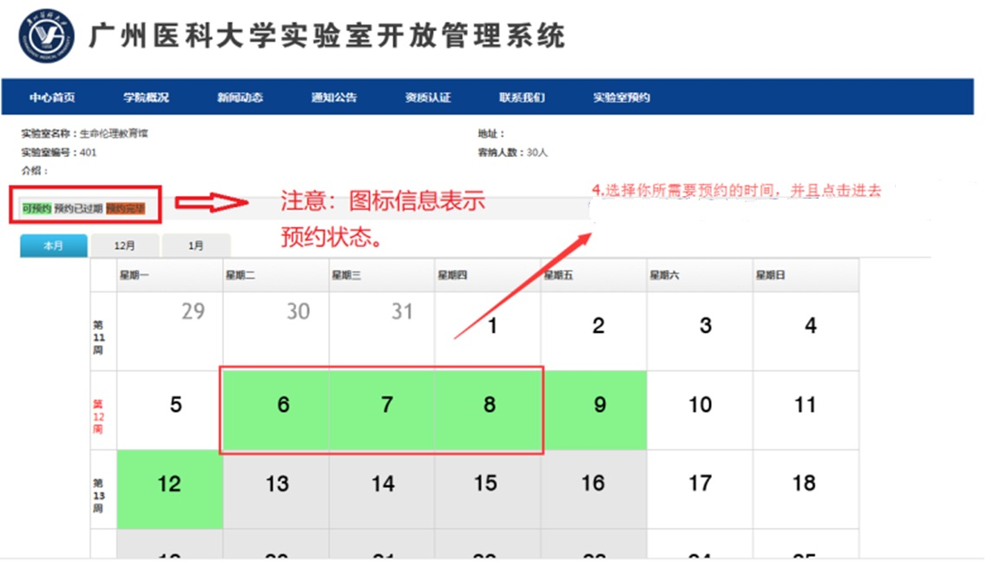 广州医科大学实验室开放管理系统
中心首页 学院概况 新闻动态 通知公告 资质认证 联系我们 实验室预约
实验室名称：生命伦理教育馆 地址：
实验室编号：401 容纳人数：30人
介绍：
可预约 预约已过期 预约完毕
注意：图标信息表示
预约状态。
4.选择你所需要预约的时间，并且点击进去
本月 12月 1月
星期一 星期二 星期三 星期四 星期五 星期六 星期日
第11周 29 30 31 1 2 3 4
第12周 5 6 7 8 9 10 11
第13周 12 13 14 15 16 17 18